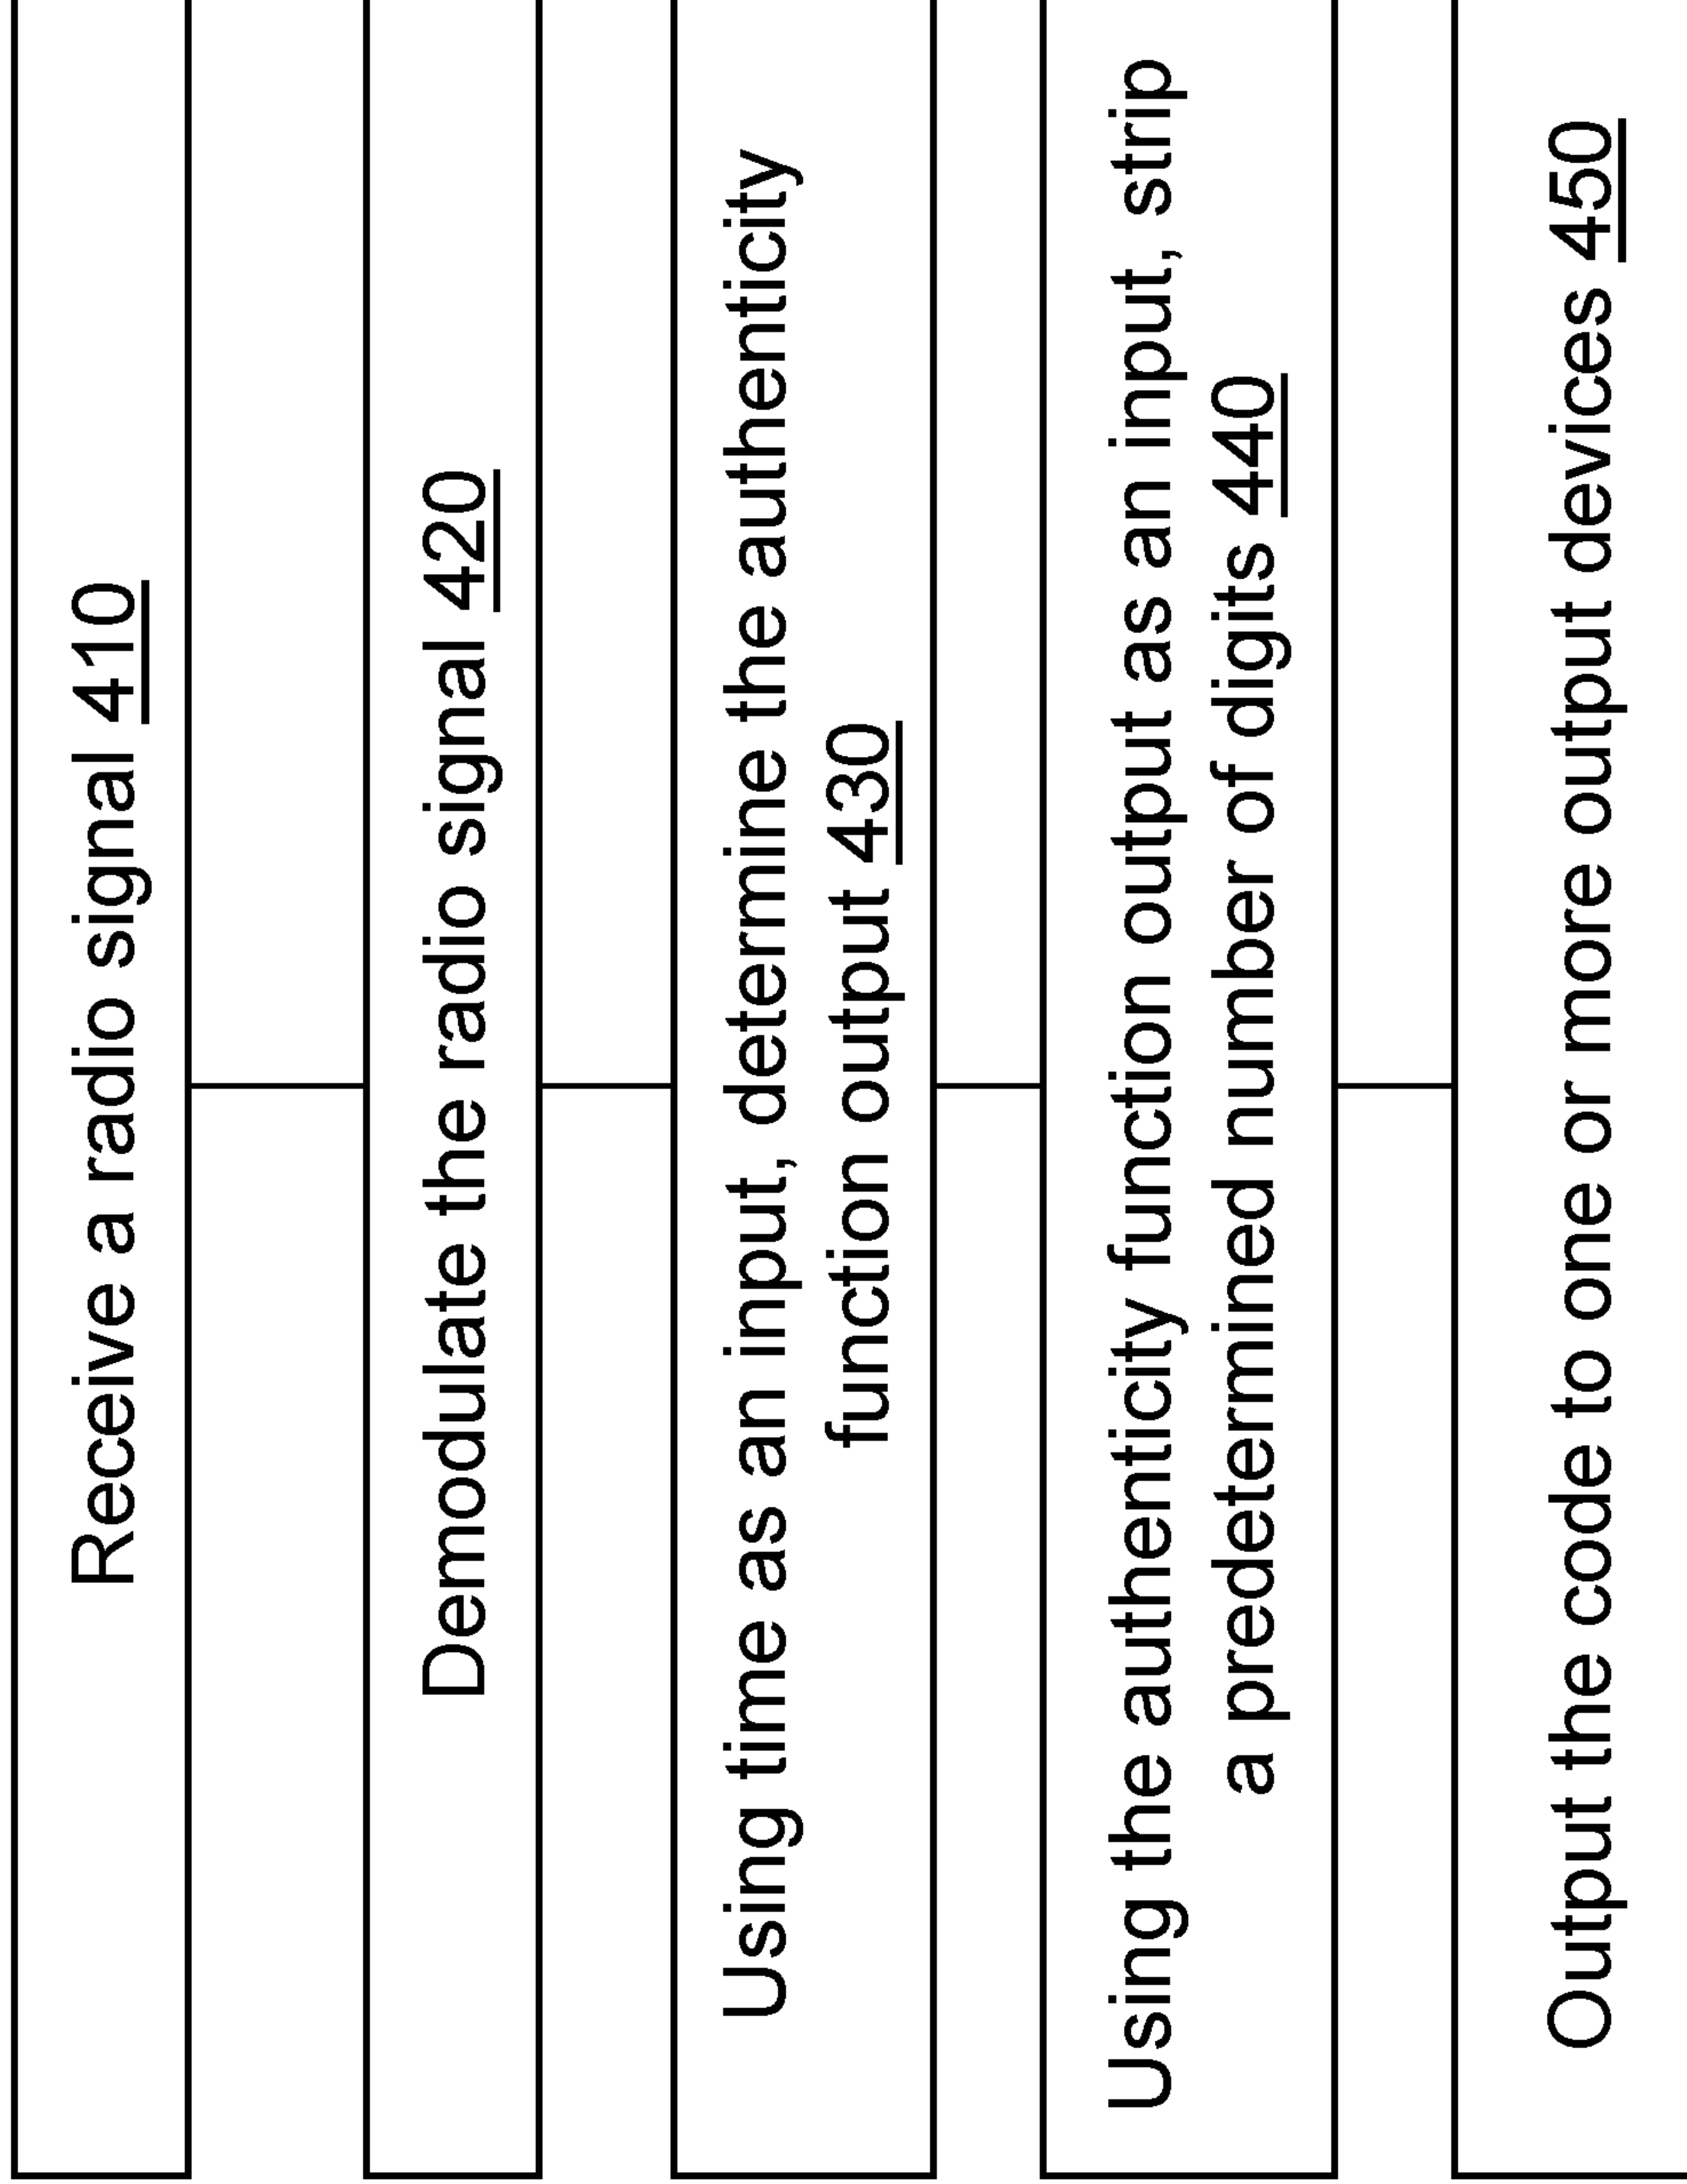 Receive a radio signal 410
Demodulate the radio signal 420
Using time as an input, determine the authenticity
function output 430
Using the authenticity function output as an input, strip
a predetermined number of digits 440
Output the code to one or more output devices 450